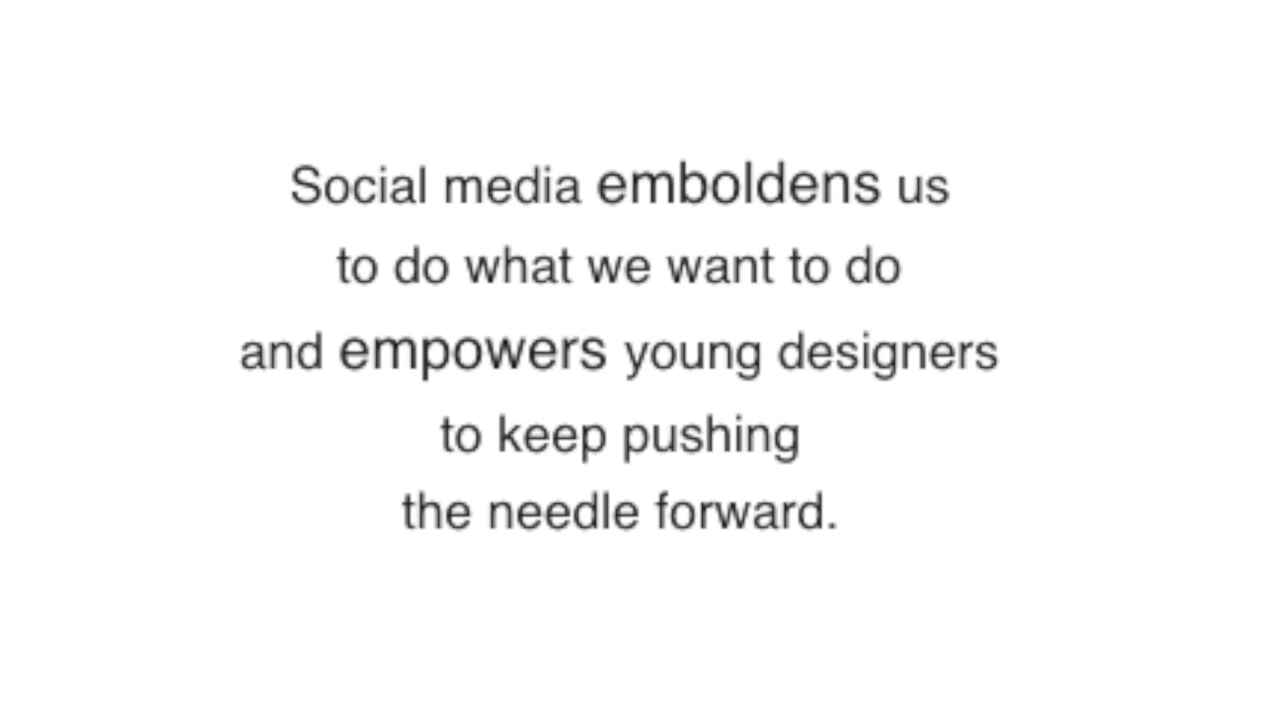 Social media emboldens us
to do what we want to do
and empowers young designers
to keep pushing
the needle forward.